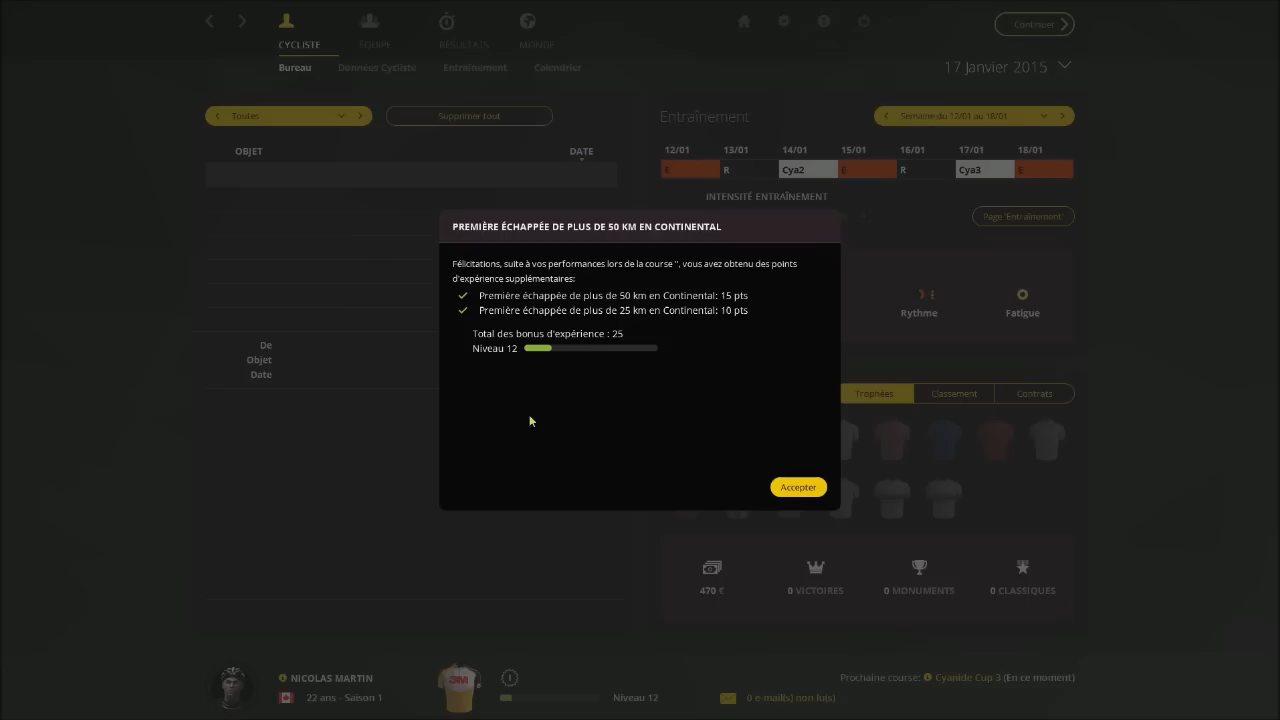 Continuer
CYCLISTE
ÉQUIPE
RÉSULTATS
MONDE
Bureau
Données Cycliste
Entraînement
Calendrier
17 Janvier 2015
Toutes
Supprimer tout
Entraînement
Semaine du 12/01 au 18/01
OBJET
DATE
12/01 13/01 14/01 15/01 16/01 17/01 18/01
E R Cya2 E R Cya3 E
INTENSITÉ ENTRAÎNEMENT
Page 'Entraînement'
PREMIÈRE ÉCHAPPÉE DE PLUS DE 50 KM EN CONTINENTAL
Félicitations, suite à vos performances lors de la course '', vous avez obtenu des points
d'expérience supplémentaires:
Première échappée de plus de 50 km en Continental: 15 pts
Première échappée de plus de 25 km en Continental: 10 pts
Total des bonus d'expérience : 25
Niveau 12
Accepter
Rythme
Fatigue
De
Objet
Date
Trophées
Classement
Contrats
470 €
0 VICTOIRES
0 MONUMENTS
0 CLASSIQUES
NICOLAS MARTIN
22 ans - Saison 1
3M
Niveau 12
0 e-mail(s) non lu(s)
Prochaine course: Cyanide Cup 3 (En ce moment)